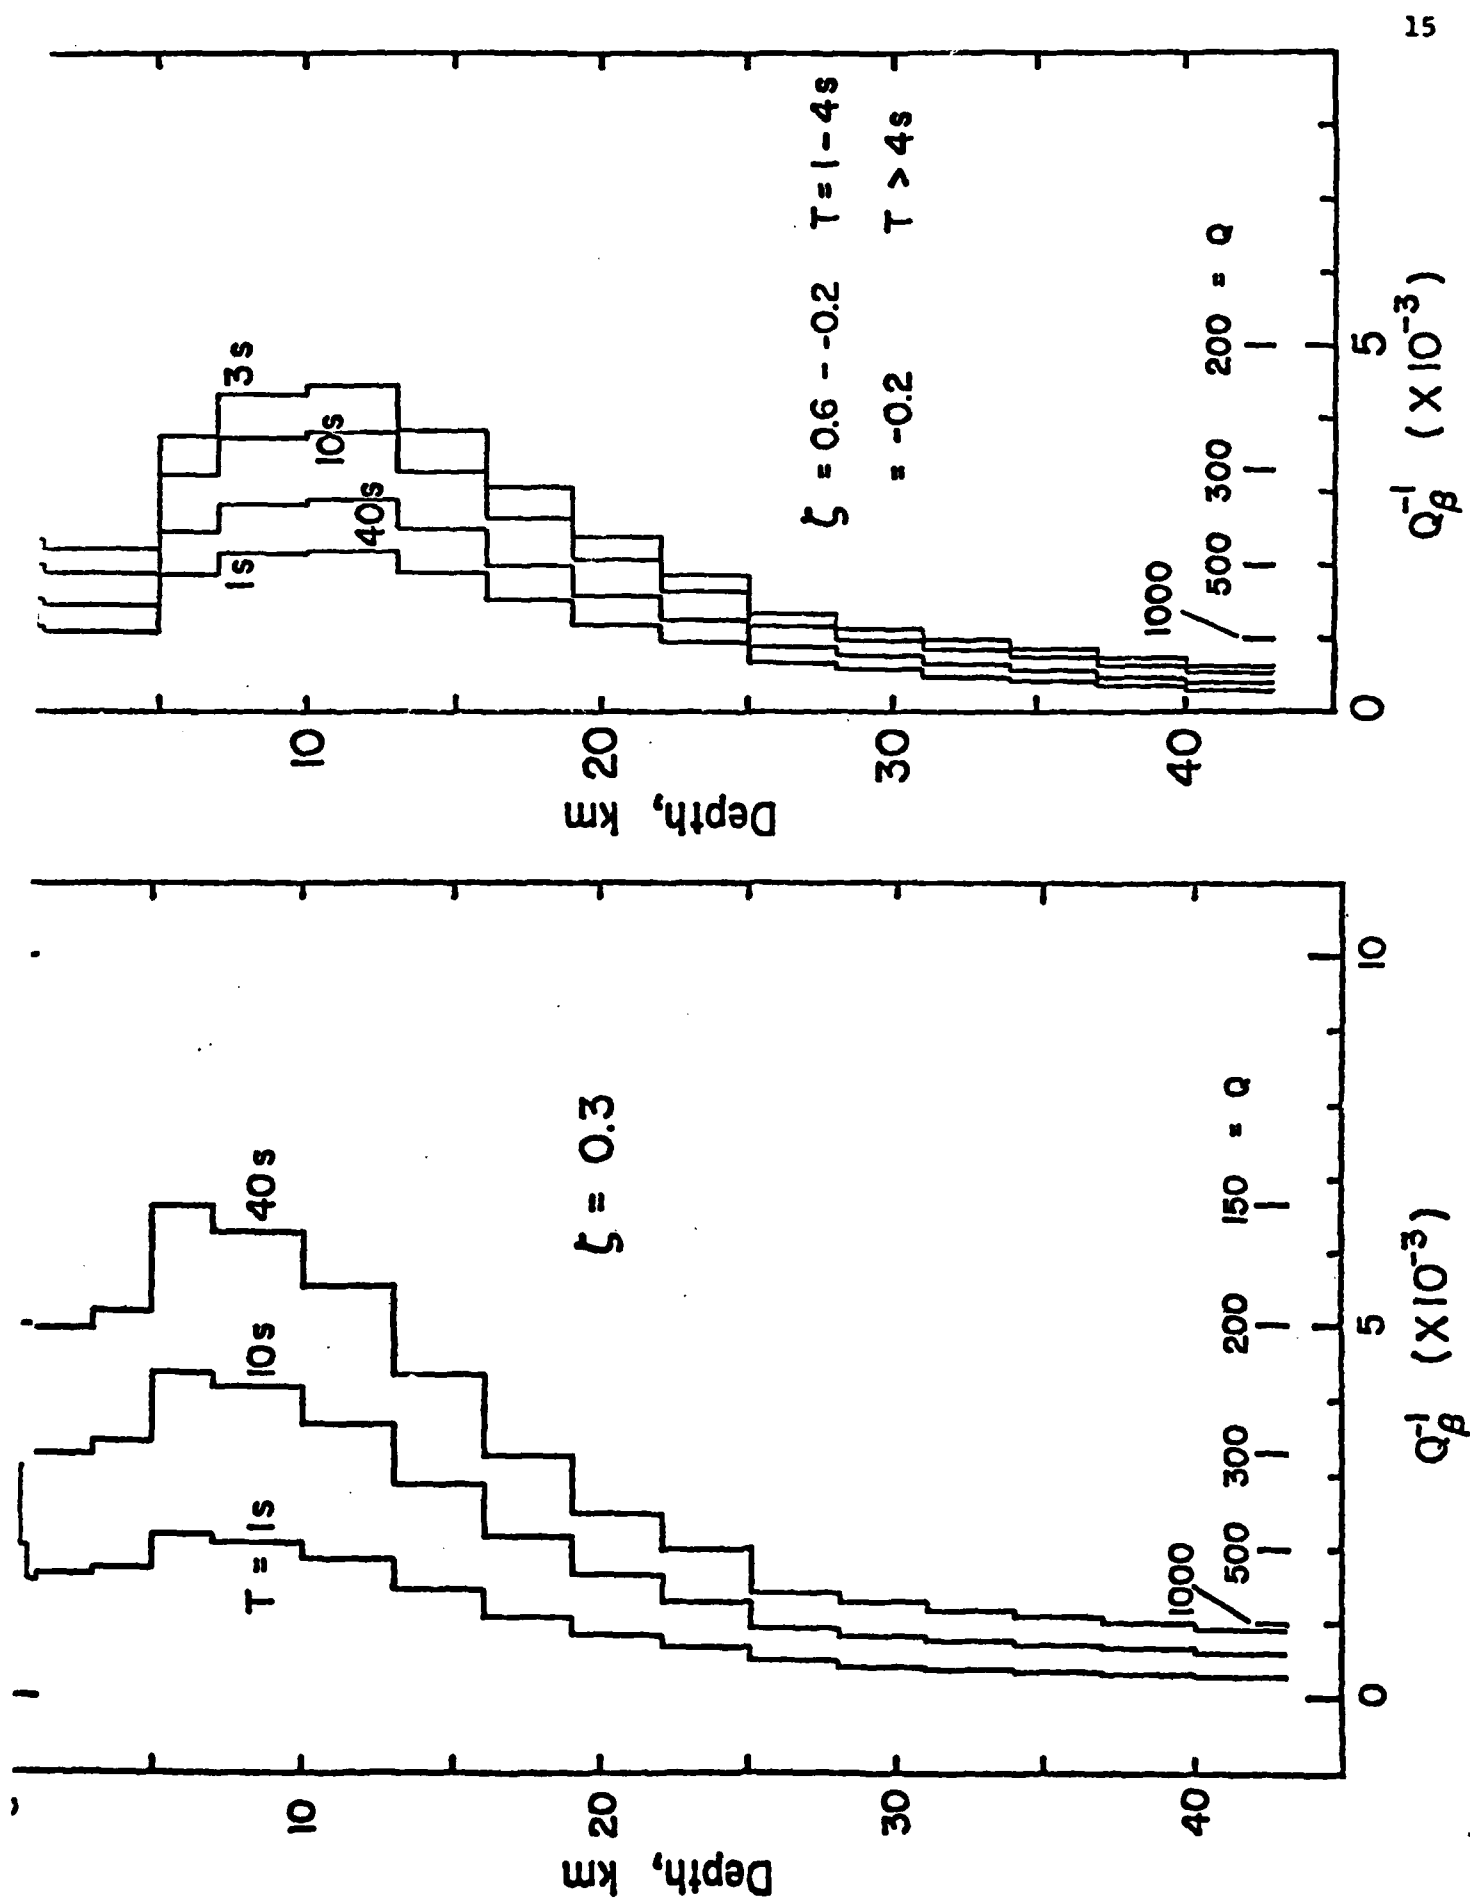 15
10
20
30
40
Depth, km
T = 1s
10s
40s
ζ = 0.3
1000
500 300 200 150 = Q
0 5 10
Q_β^-1 (X10^-3)
10
20
30
40
Depth, km
1s
40s
10s
3s
ζ = 0.6 - -0.2 T = 1-4s
= -0.2 T > 4s
1000
500 300 200 = Q
0 5
Q_β^-1 (X10^-3)